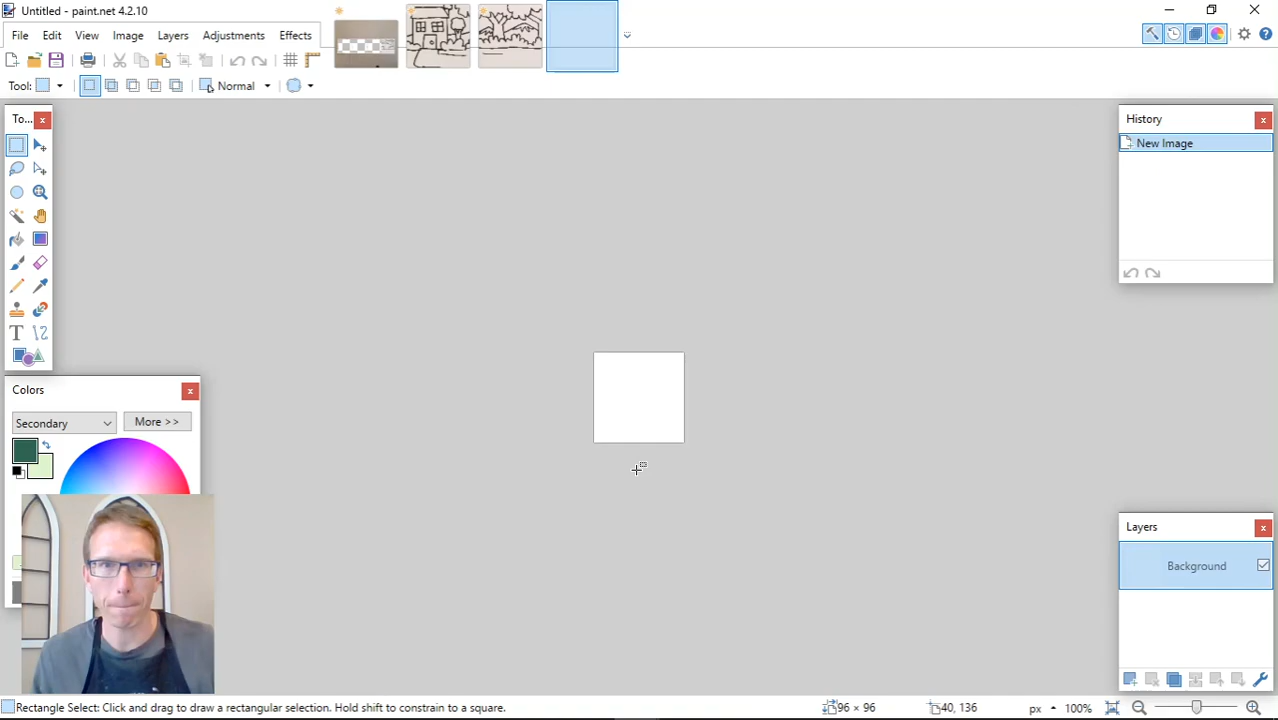 Untitled - paint.net 4.2.10
File Edit View Image Layers Adjustments Effects
Tool: Normal
To...
History
New Image
Colors
Secondary More >>
Layers
Background
Rectangle Select: Click and drag to draw a rectangular selection. Hold shift to constrain to a square. 96 × 96 40, 136 px 100%